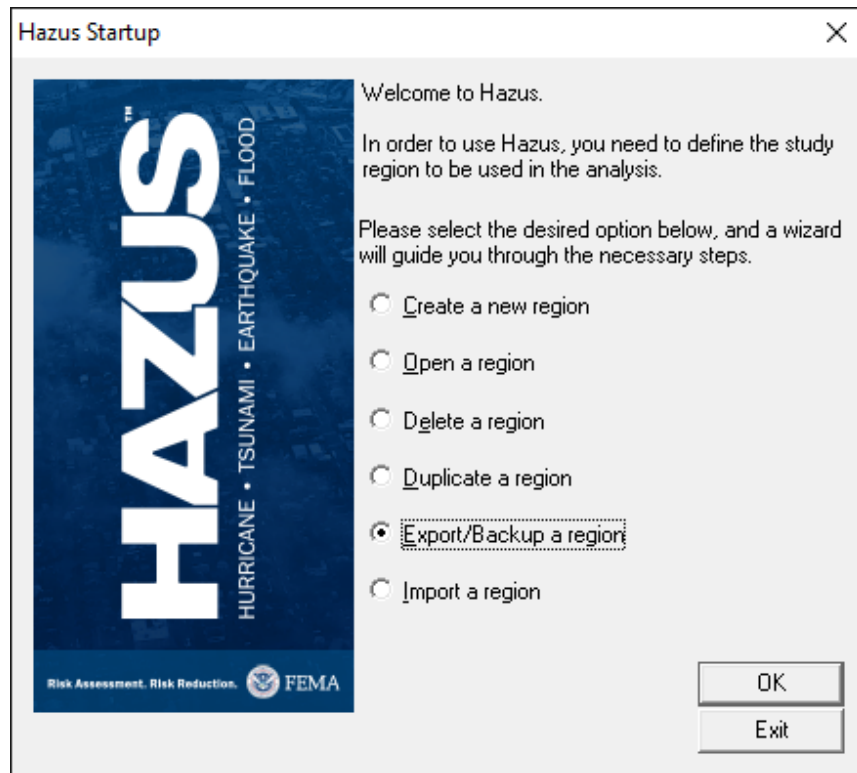 Hazus Startup
HAZUS™
HURRICANE • TSUNAMI • EARTHQUAKE • FLOOD
Risk Assessment. Risk Reduction.
FEMA
Welcome to Hazus.
In order to use Hazus, you need to define the study
region to be used in the analysis.
Please select the desired option below, and a wizard
will guide you through the necessary steps.
Create a new region
Open a region
Delete a region
Duplicate a region
Export/Backup a region
Import a region
OK
Exit